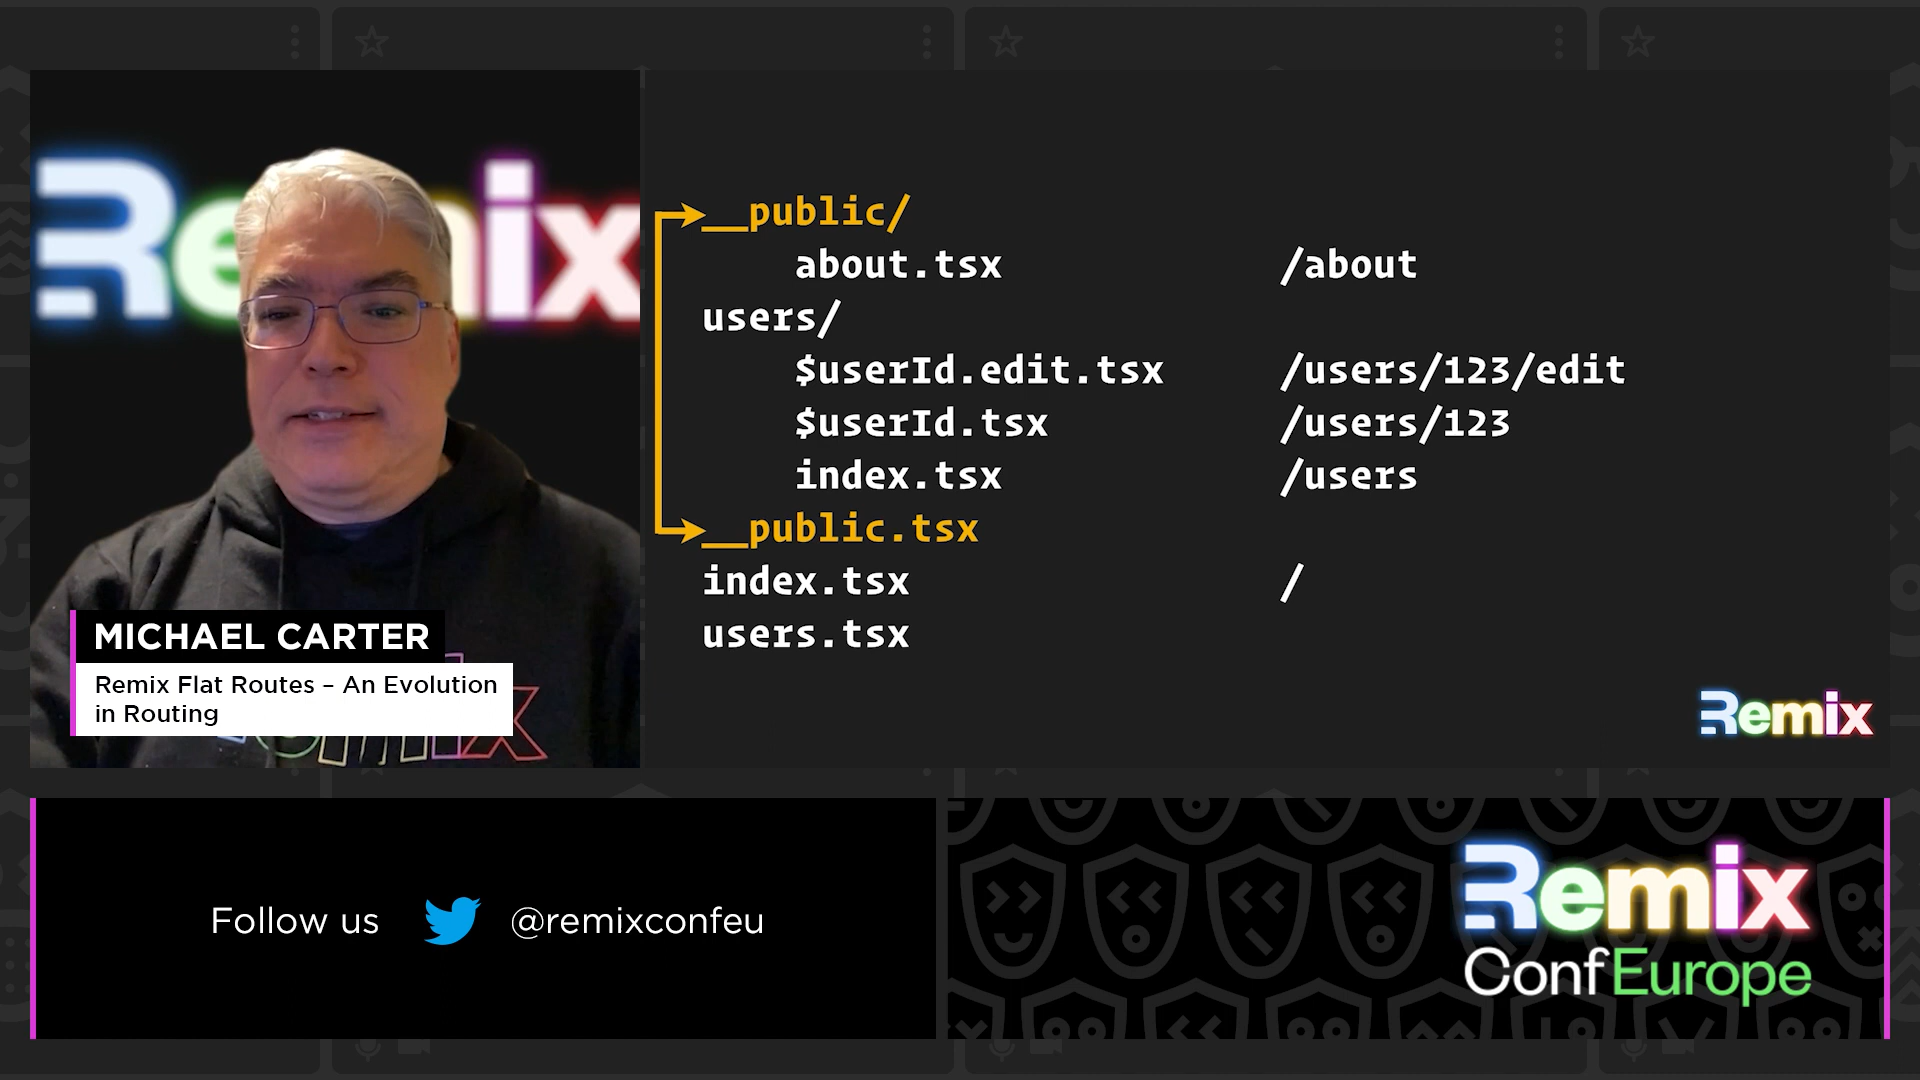 Remix
MICHAEL CARTER
Remix Flat Routes – An Evolution
in Routing
__public/
about.tsx /about
users/
$userId.edit.tsx /users/123/edit
$userId.tsx /users/123
index.tsx /users
__public.tsx
index.tsx /
users.tsx
Remix
Follow us @remixconfeu
Remix
Conf Europe